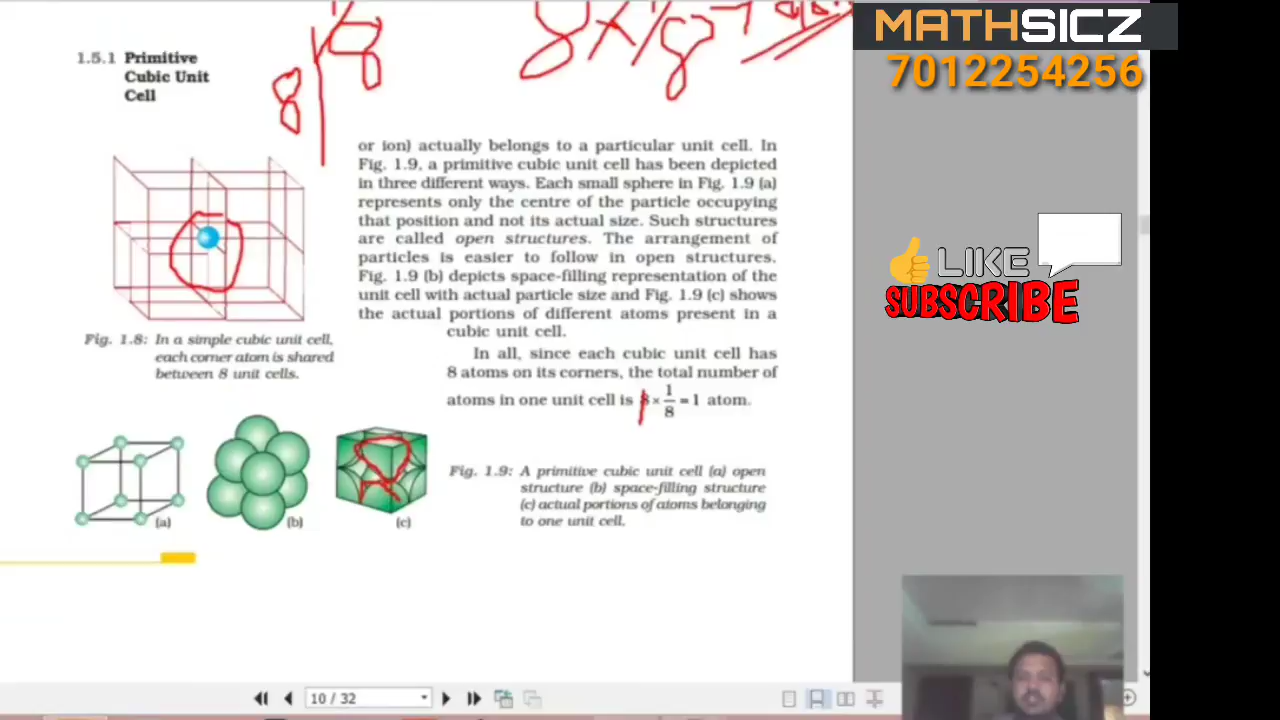 MATHSICZ
7012254256
1/8
8
8 × 1/8 →
1.5.1 Primitive
Cubic Unit
Cell
or ion) actually belongs to a particular unit cell. In
Fig. 1.9, a primitive cubic unit cell has been depicted
in three different ways. Each small sphere in Fig. 1.9 (a)
represents only the centre of the particle occupying
that position and not its actual size. Such structures
are called open structures. The arrangement of
particles is easier to follow in open structures.
Fig. 1.9 (b) depicts space-filling representation of the
unit cell with actual particle size and Fig. 1.9 (c) shows
the actual portions of different atoms present in a
cubic unit cell.
In all, since each cubic unit cell has
8 atoms on its corners, the total number of
atoms in one unit cell is 8 × 1/8 = 1 atom.
Fig. 1.8: In a simple cubic unit cell,
each corner atom is shared
between 8 unit cells.
(a)
(b)
(c)
Fig. 1.9: A primitive cubic unit cell (a) open
structure (b) space-filling structure
(c) actual portions of atoms belonging
to one unit cell.
LIKE
SUBSCRIBE
10 / 32